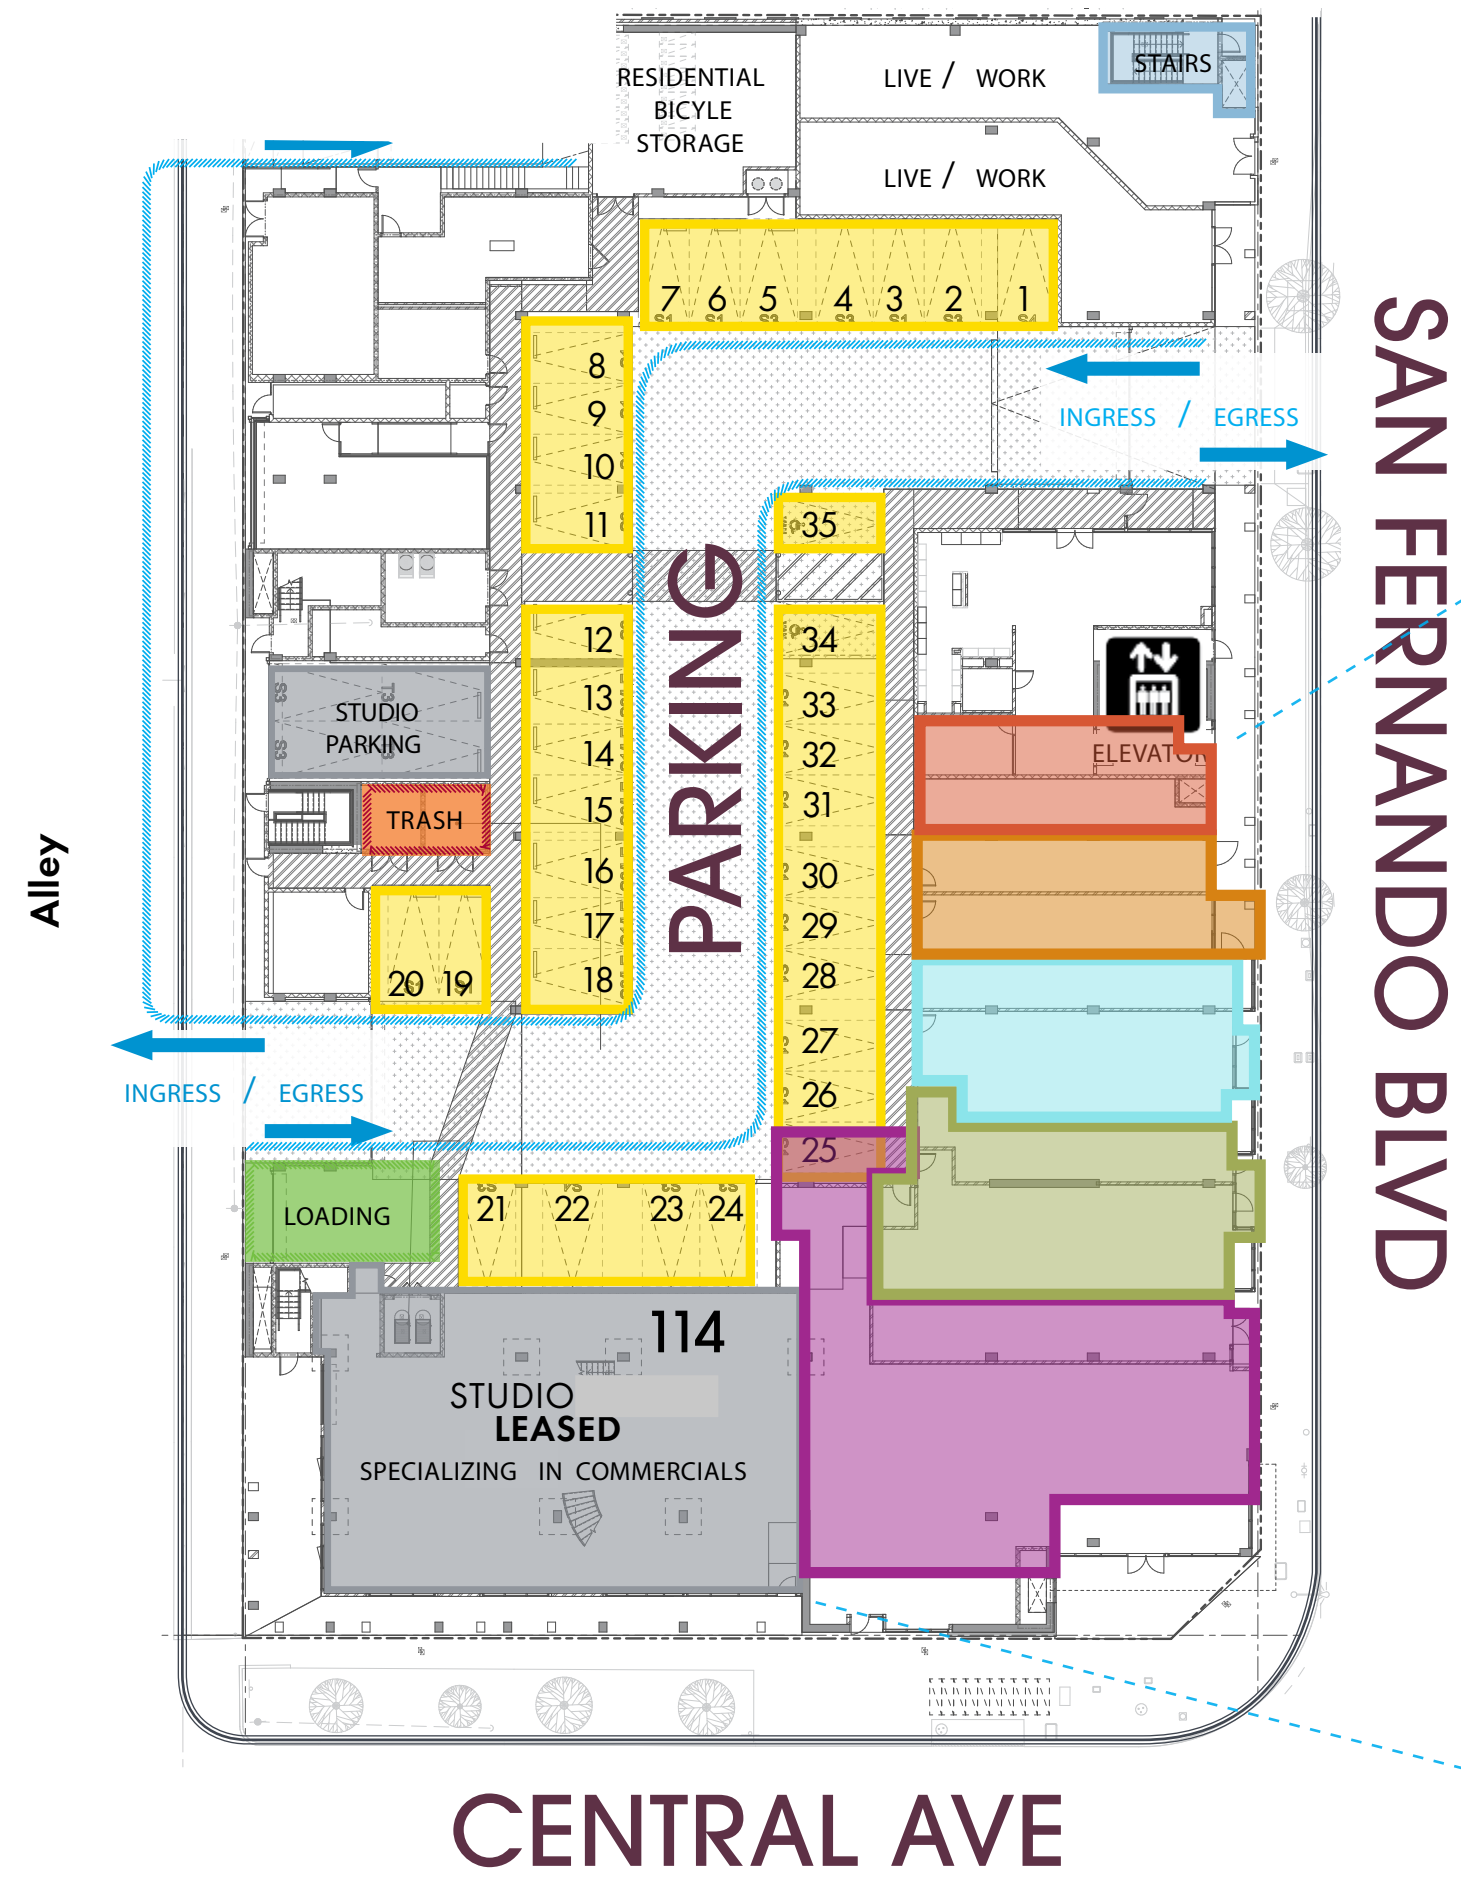 RESIDENTIAL
BICYLE
STORAGE
LIVE / WORK
STAIRS
LIVE / WORK
7 6 5 4 3 2 1
8
9
10
11
INGRESS / EGRESS
35
12
34
13
33
14
32
15
31
16
30
17
29
18
28
27
26
25
PARKING
STUDIO
PARKING
TRASH
20 19
ELEVATOR
SAN FERNANDO BLVD
Alley
INGRESS / EGRESS
LOADING
21 22 23 24
114
STUDIO
LEASED
SPECIALIZING IN COMMERCIALS
CENTRAL AVE